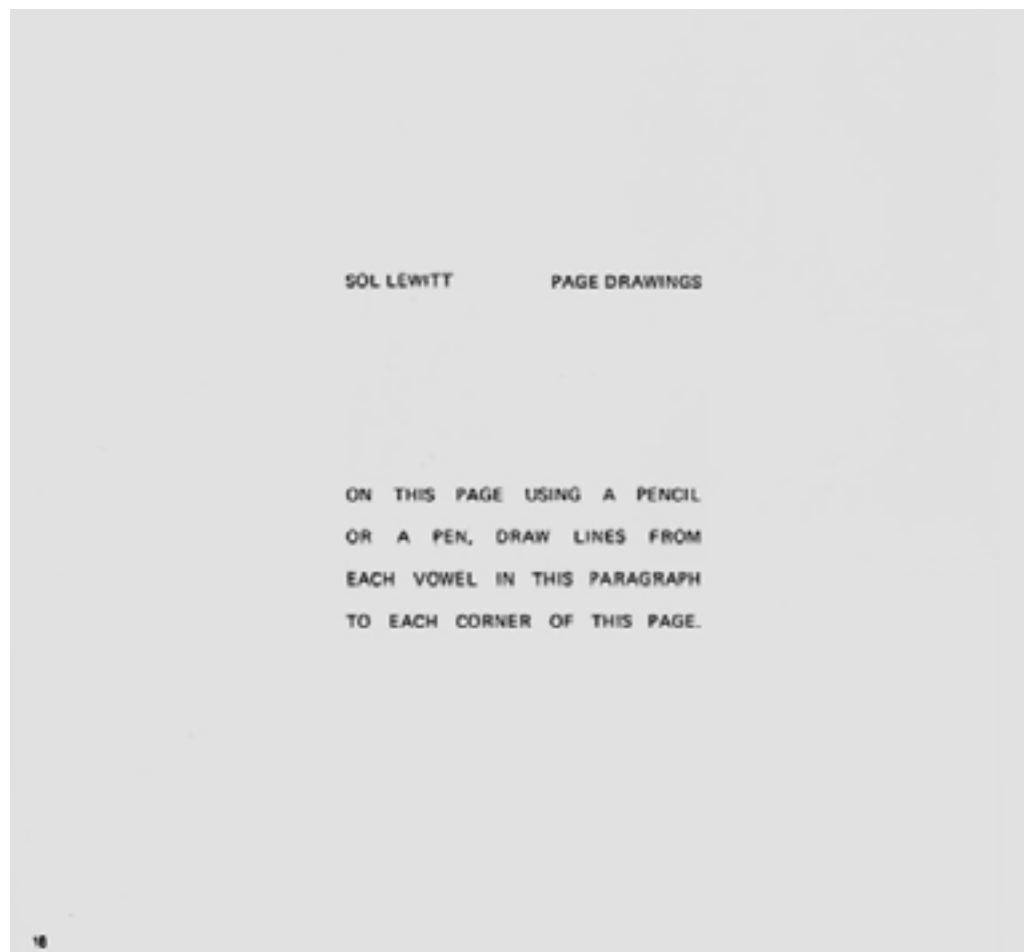 SOL LEWITT PAGE DRAWINGS
ON THIS PAGE USING A PENCIL
OR A PEN, DRAW LINES FROM
EACH VOWEL IN THIS PARAGRAPH
TO EACH CORNER OF THIS PAGE.